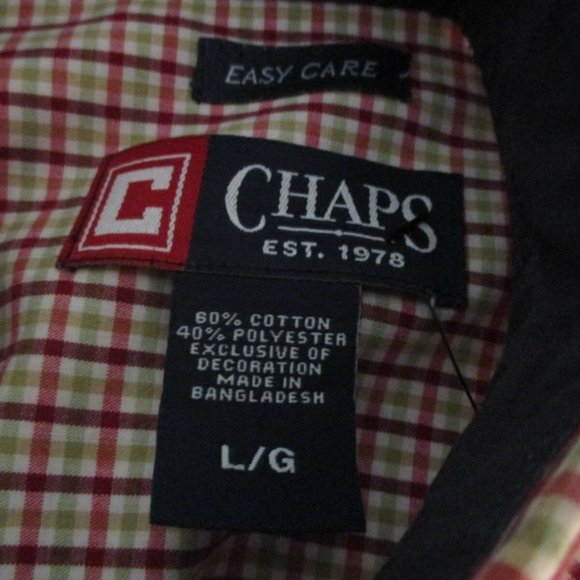 EASY CARE
C CHAPS
EST. 1978
60% COTTON
40% POLYESTER
EXCLUSIVE OF
DECORATION
MADE IN
BANGLADESH
L/G